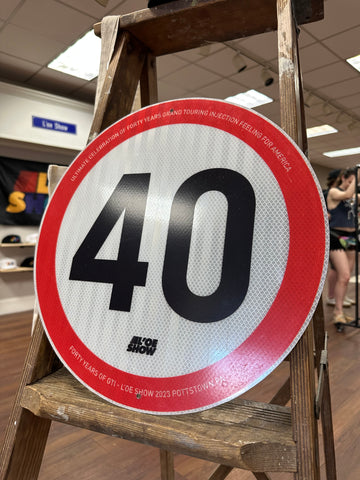 L'oe Show
ULTIMATE CELEBRATION OF FORTY YEARS GRAND TOURING INJECTION FEELING FOR AMERICA...
40
L'OE
SHOW
FORTY YEARS OF GTI - L'OE SHOW 2023 POTTSTOWN, PA